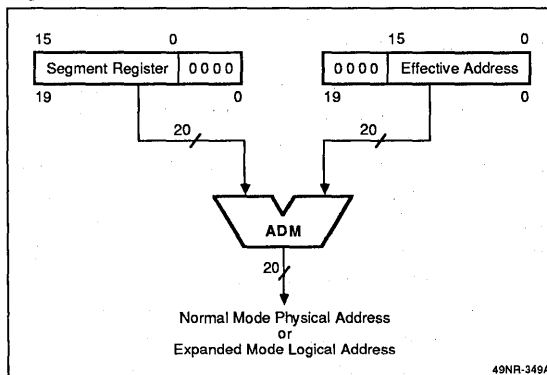 15 0 15 0
Segment Register 0000 0000 Effective Address
19 0 19 0
20 20
ADM
20
Normal Mode Physical Address
or
Expanded Mode Logical Address
49NR-349A